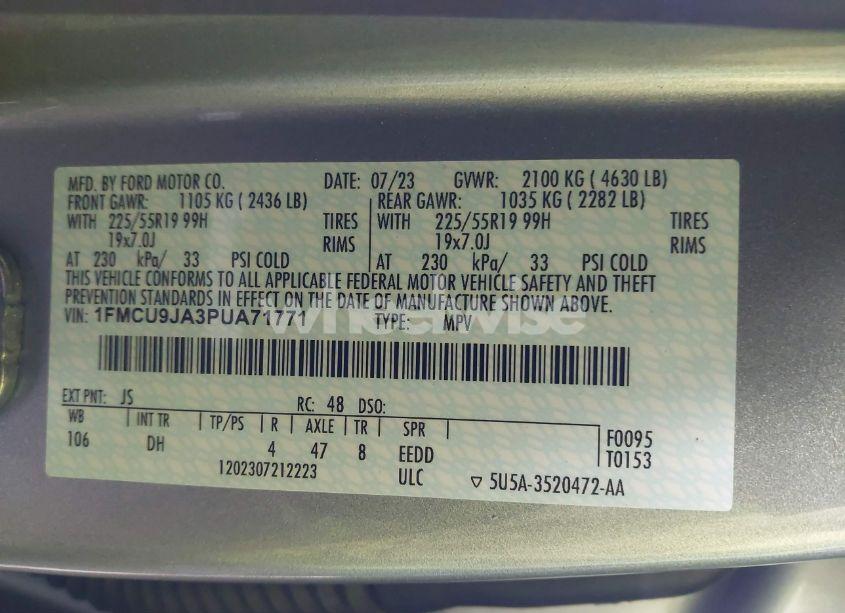 MFD. BY FORD MOTOR CO. DATE: 07/23 GVWR: 2100 KG ( 4630 LB)
FRONT GAWR: 1105 KG ( 2436 LB) REAR GAWR: 1035 KG ( 2282 LB)
WITH 225/55R19 99H TIRES WITH 225/55R19 99H TIRES
19x7.0J RIMS 19x7.0J RIMS
AT 230 kPa/ 33 PSI COLD AT 230 kPa/ 33 PSI COLD
THIS VEHICLE CONFORMS TO ALL APPLICABLE FEDERAL MOTOR VEHICLE SAFETY AND THEFT
PREVENTION STANDARDS IN EFFECT ON THE DATE OF MANUFACTURE SHOWN ABOVE.
VIN: 1FMCU9JA3PUA71771 TYPE: MPV
wheelwise
EXT PNT: JS RC: 48 DSO:
WB INT TR TP/PS R AXLE TR SPR
106 DH 4 47 8 EEDD
F0095
T0153
1202307212223 ULC ▽ 5U5A-3520472-AA